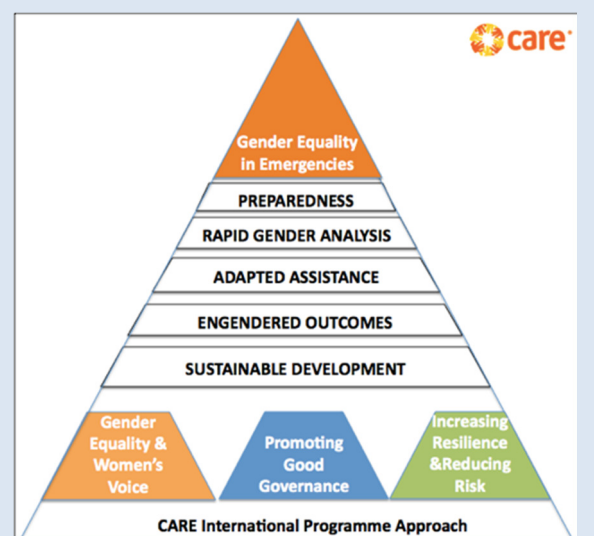 care
Gender Equality
in Emergencies
PREPAREDNESS
RAPID GENDER ANALYSIS
ADAPTED ASSISTANCE
ENGENDERED OUTCOMES
SUSTAINABLE DEVELOPMENT
Gender
Equality &
Women's
Voice
Promoting
Good
Governance
Increasing
Resilience
&Reducing
Risk
CARE International Programme Approach